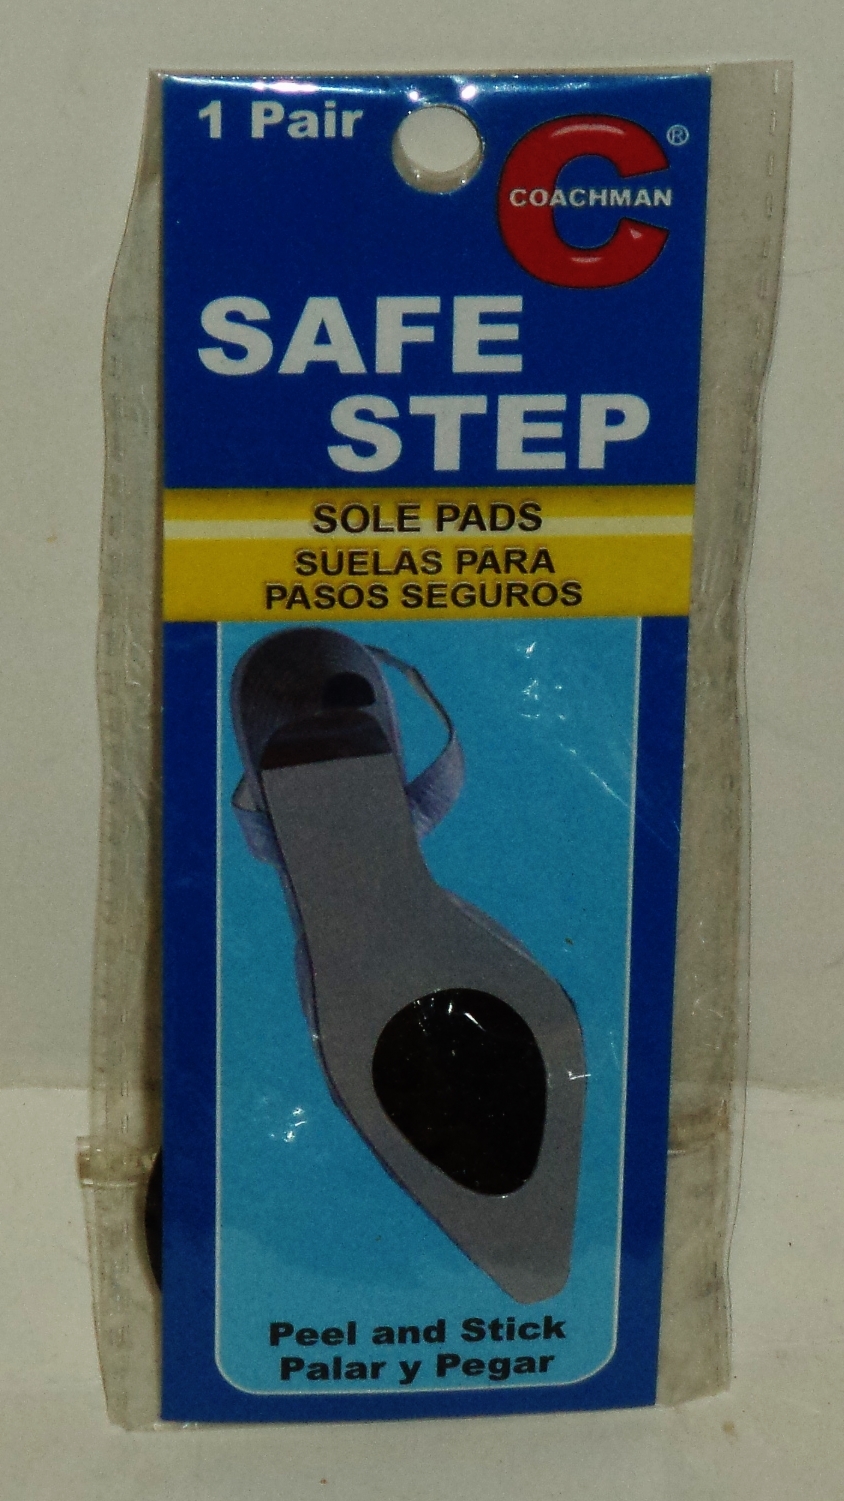 1 Pair
COACHMAN
®
SAFE
STEP
SOLE PADS
SUELAS PARA
PASOS SEGUROS
Peel and Stick
Palar y Pegar